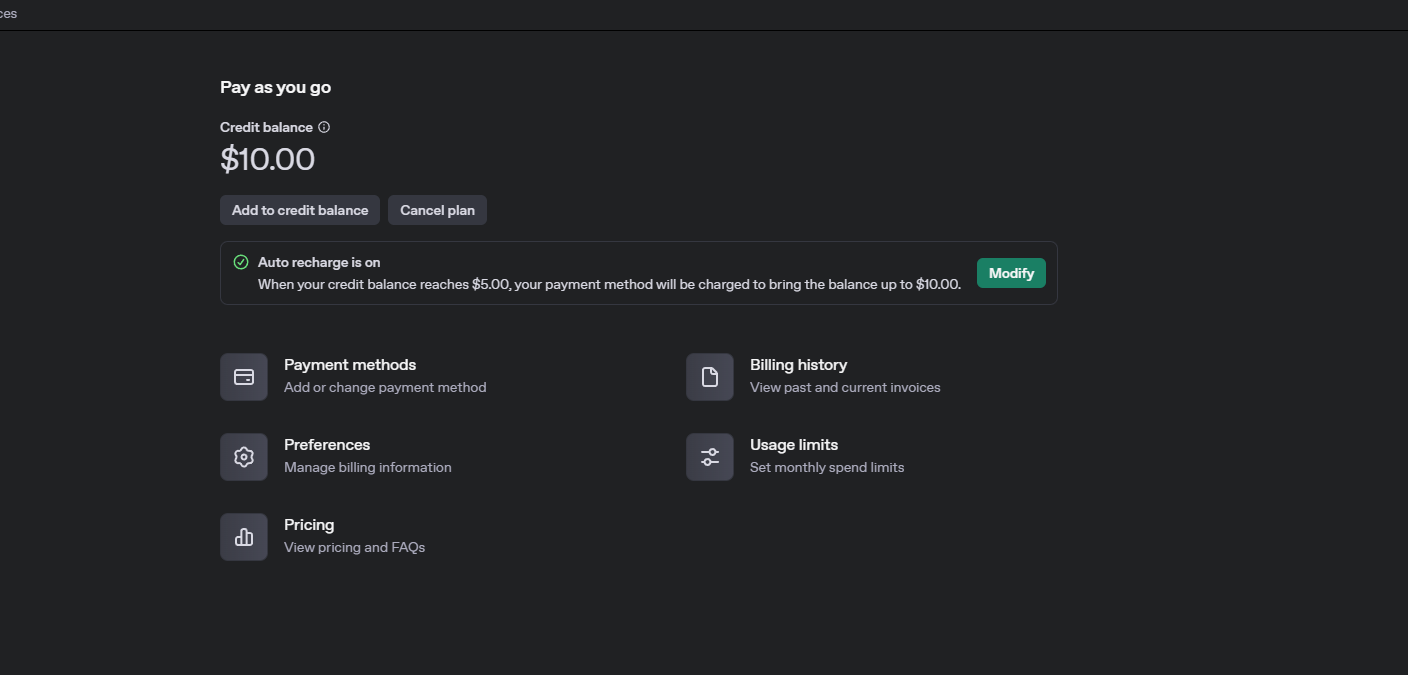 Pay as you go
Credit balance
$10.00
Add to credit balance
Cancel plan
Auto recharge is on
When your credit balance reaches $5.00, your payment method will be charged to bring the balance up to $10.00.
Modify
Payment methods
Add or change payment method
Billing history
View past and current invoices
Preferences
Manage billing information
Usage limits
Set monthly spend limits
Pricing
View pricing and FAQs